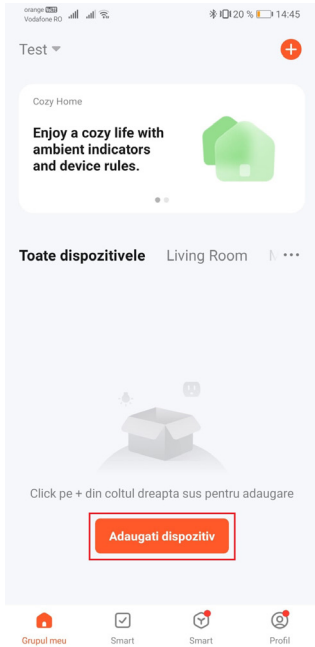 orange VoWiFi
Vodafone RO
20 % 14:45
Test
Cozy Home
Enjoy a cozy life with
ambient indicators
and device rules.
Toate dispozitivele Living Room
Click pe + din coltul dreapta sus pentru adaugare
Adaugati dispozitiv
Grupul meu Smart Smart Profil